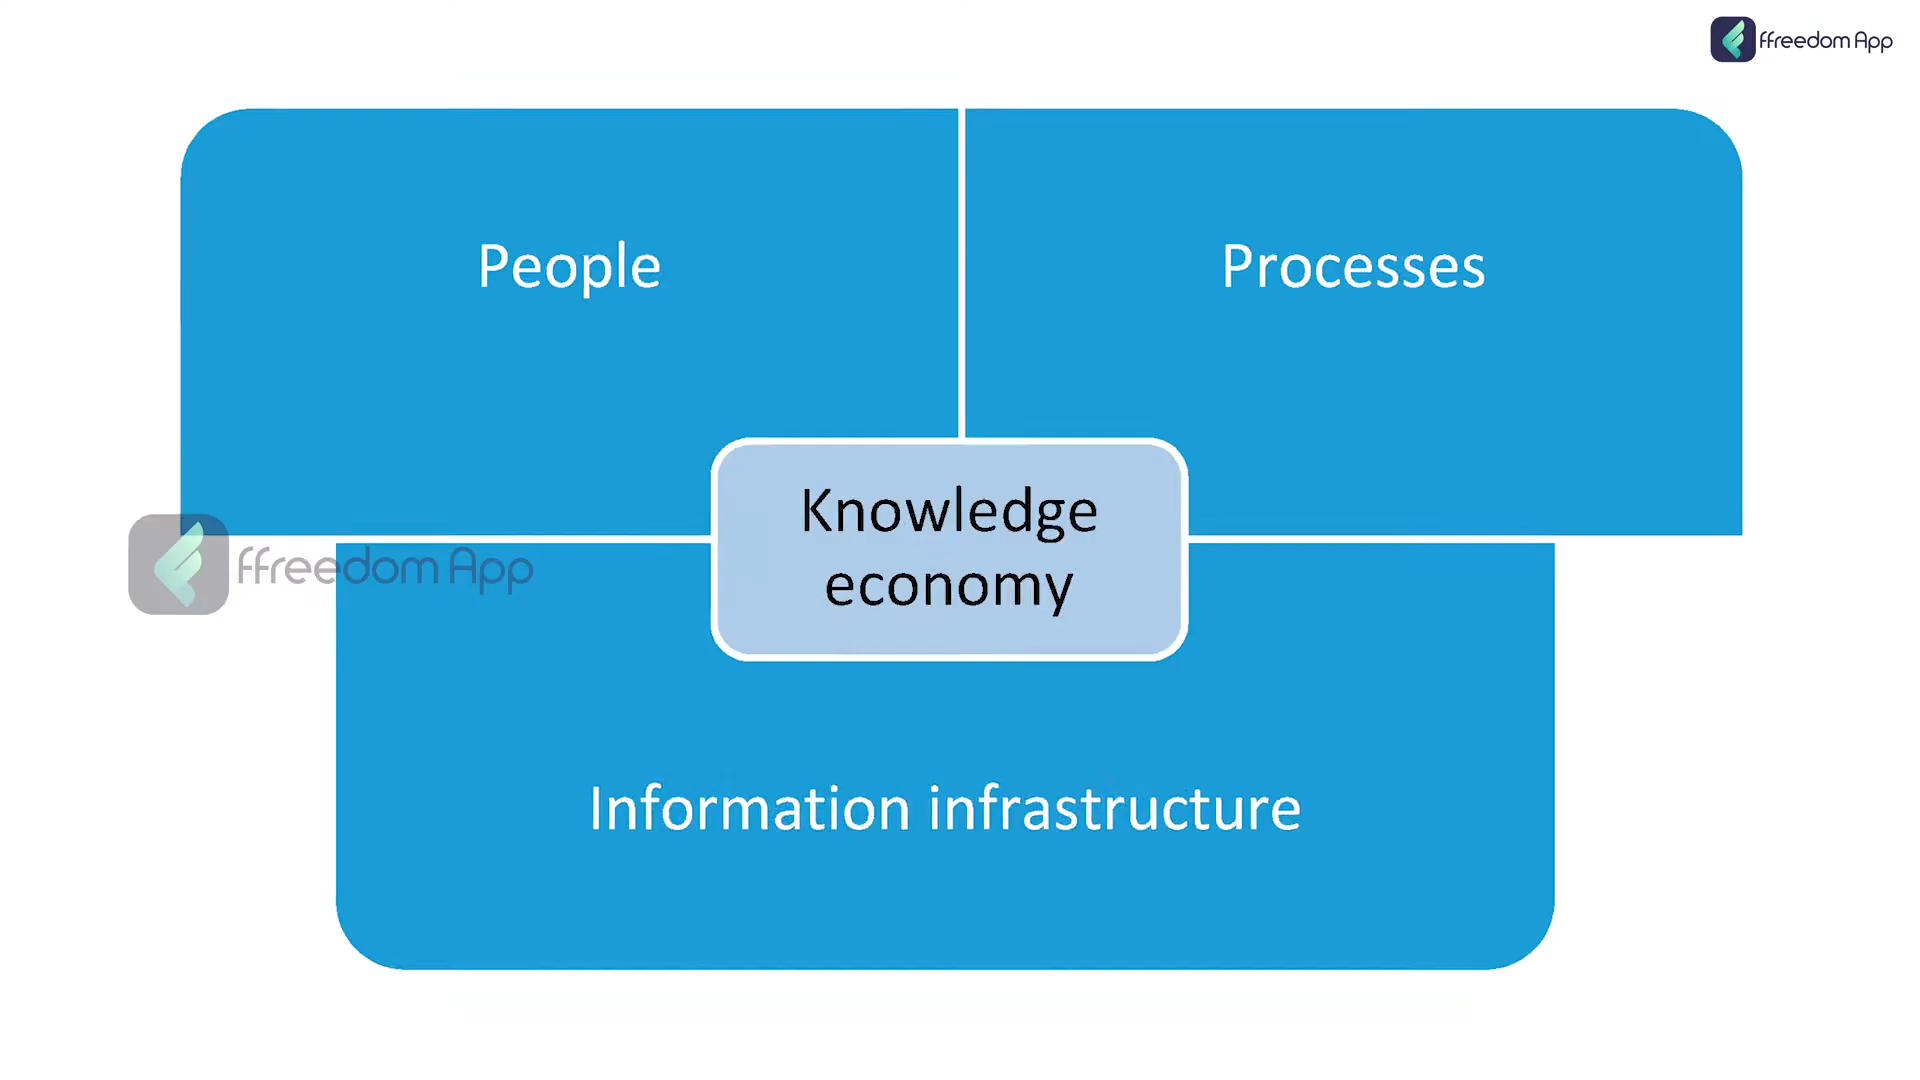 ffreedom App
People
Processes
Knowledge
economy
ffreedom App
Information infrastructure